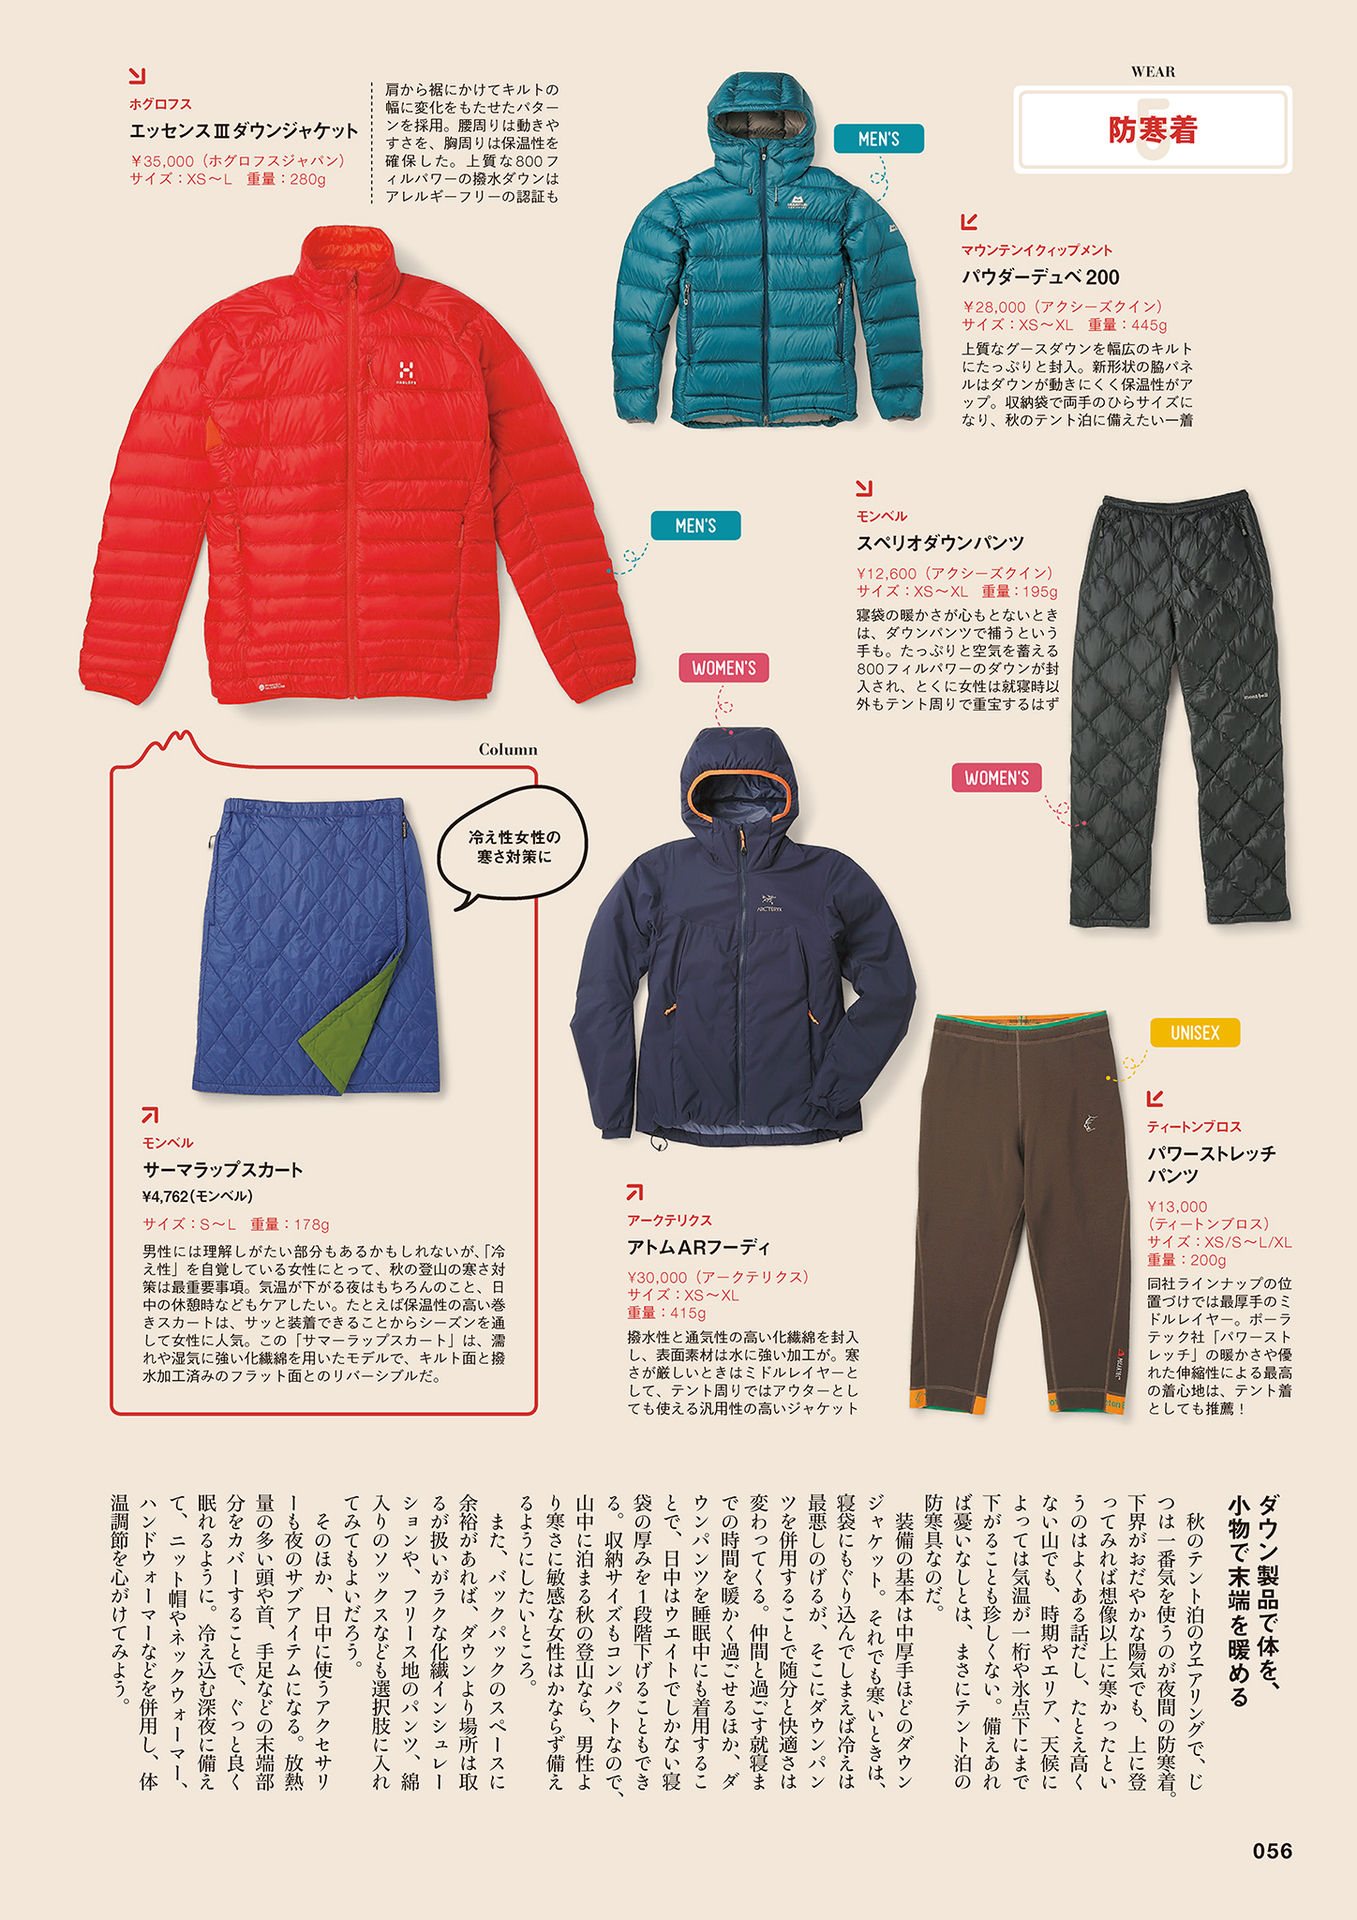 WEAR
5
防寒着
ホグロフス
エッセンスⅢダウンジャケット
￥35,000（ホグロフスジャパン）
サイズ：XS〜L　重量：280g
肩から裾にかけてキルトの
幅に変化をもたせたパター
ンを採用。腰周りは動きや
すさを、胸周りは保温性を
確保した。上質な800フ
ィルパワーの撥水ダウンは
アレルギーフリーの認証も
MEN'S
マウンテンイクィップメント
パウダーデュベ200
￥28,000（アクシーズクイン）
サイズ：XS〜XL　重量：445g
上質なグースダウンを幅広のキルト
にたっぷりと封入。新形状の脇パネ
ルはダウンが動きにくく保温性がア
ップ。収納袋で両手のひらサイズに
なり、秋のテント泊に備えたい一着
HAGLÖFS
MEN'S
モンベル
スペリオダウンパンツ
¥12,600（アクシーズクイン）
サイズ：XS〜XL　重量：195g
寝袋の暖かさが心もとないとき
は、ダウンパンツで補うという
手も。たっぷりと空気を蓄える
800フィルパワーのダウンが封
入され、とくに女性は就寝時以
外もテント周りで重宝するはず
mont-bell
WOMEN'S
WOMEN'S
Column
冷え性女性の
寒さ対策に
モンベル
サーマラップスカート
¥4,762（モンベル）
サイズ：S〜L　重量：178g
男性には理解しがたい部分もあるかもしれないが、「冷
え性」を自覚している女性にとって、秋の登山の寒さ対
策は最重要事項。気温が下がる夜はもちろんのこと、日
中の休憩時などもケアしたい。たとえば保温性の高い巻
きスカートは、サッと装着できることからシーズンを通
して女性に人気。この「サマーラップスカート」は、濡
れや湿気に強い化繊綿を用いたモデルで、キルト面と撥
水加工済みのフラット面とのリバーシブルだ。
ARC'TERYX
アークテリクス
アトムARフーディ
¥30,000（アークテリクス）
サイズ：XS〜XL
重量：415g
撥水性と通気性の高い化繊綿を封入
し、表面素材は水に強い加工が。寒
さが厳しいときはミドルレイヤーと
して、テント周りではアウターとし
ても使える汎用性の高いジャケット
UNISEX
ティートンブロス
パワーストレッチ
パンツ
¥13,000
（ティートンブロス）
サイズ：XS/S〜L/XL
重量：200g
同社ラインナップの位
置づけでは最厚手のミ
ドルレイヤー。ポーラ
テック社「パワースト
レッチ」の暖かさや優
れた伸縮性による最高
の着心地は、テント着
としても推薦！
ダウン製品で体を、
小物で末端を暖める
秋のテント泊のウエアリングで、じ
つは一番気を使うのが夜間の防寒着。
下界がおだやかな陽気でも、上に登
ってみれば想像以上に寒かったとい
うのはよくある話だし、たとえ高く
ない山でも、時期やエリア、天候に
よっては気温が一桁や氷点下にまで
下がることも珍しくない。備えあれ
ば憂いなしとは、まさにテント泊の
防寒具なのだ。
装備の基本は中厚手ほどのダウン
ジャケット。それでも寒いときは、
寝袋にもぐり込んでしまえば冷えは
最悪しのげるが、そこにダウンパン
ツを併用することで随分と快適さは
変わってくる。仲間と過ごす就寝ま
での時間を暖かく過ごせるほか、ダ
ウンパンツを睡眠中にも着用するこ
とで、日中はウエイトでしかない寝
袋の厚みを1段階下げることもでき
る。収納サイズもコンパクトなので、
山中に泊まる秋の登山なら、男性よ
り寒さに敏感な女性はかならず備え
るようにしたいところ。
また、バックパックのスペースに
余裕があれば、ダウンより場所は取
るが扱いがラクな化繊インシュレー
ションや、フリース地のパンツ、綿
入りのソックスなども選択肢に入れ
てみてもよいだろう。
そのほか、日中に使うアクセサリ
ーも夜のサブアイテムになる。放熱
量の多い頭や首、手足などの末端部
分をカバーすることで、ぐっと良く
眠れるように。冷え込む深夜に備え
て、ニット帽やネックウォーマー、
ハンドウォーマーなどを併用し、体
温調節を心がけてみよう。
056